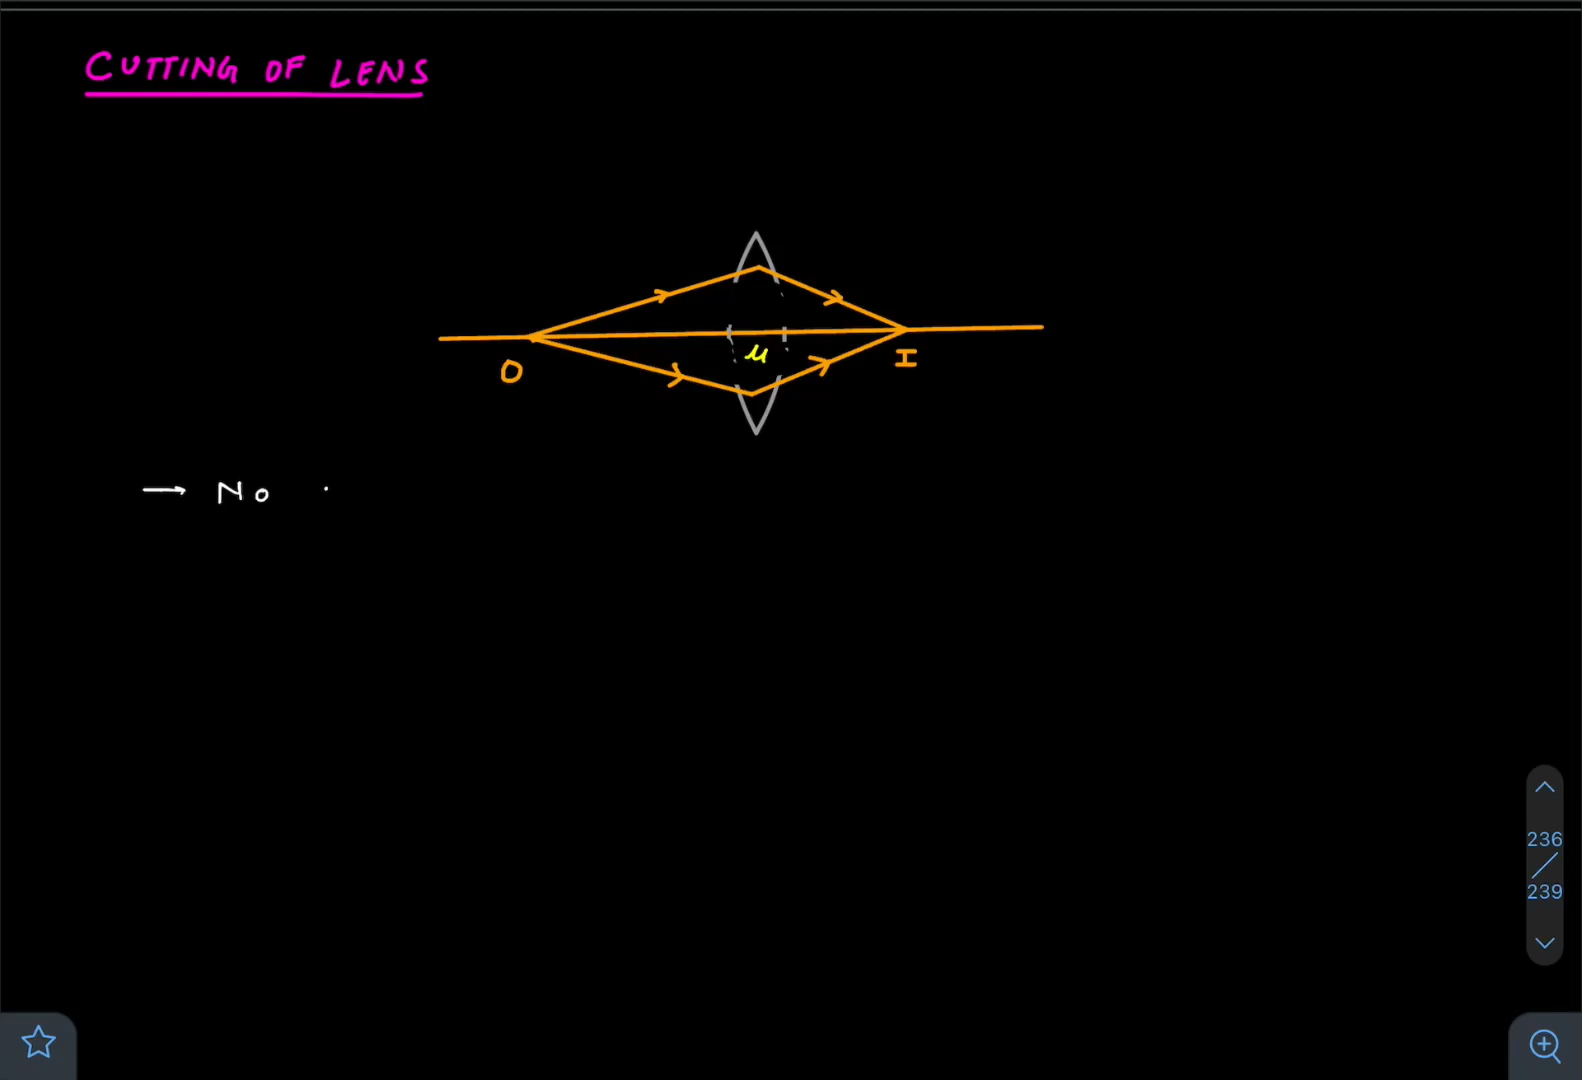 CUTTING OF LENS
μ
O
I
→ No
236
239